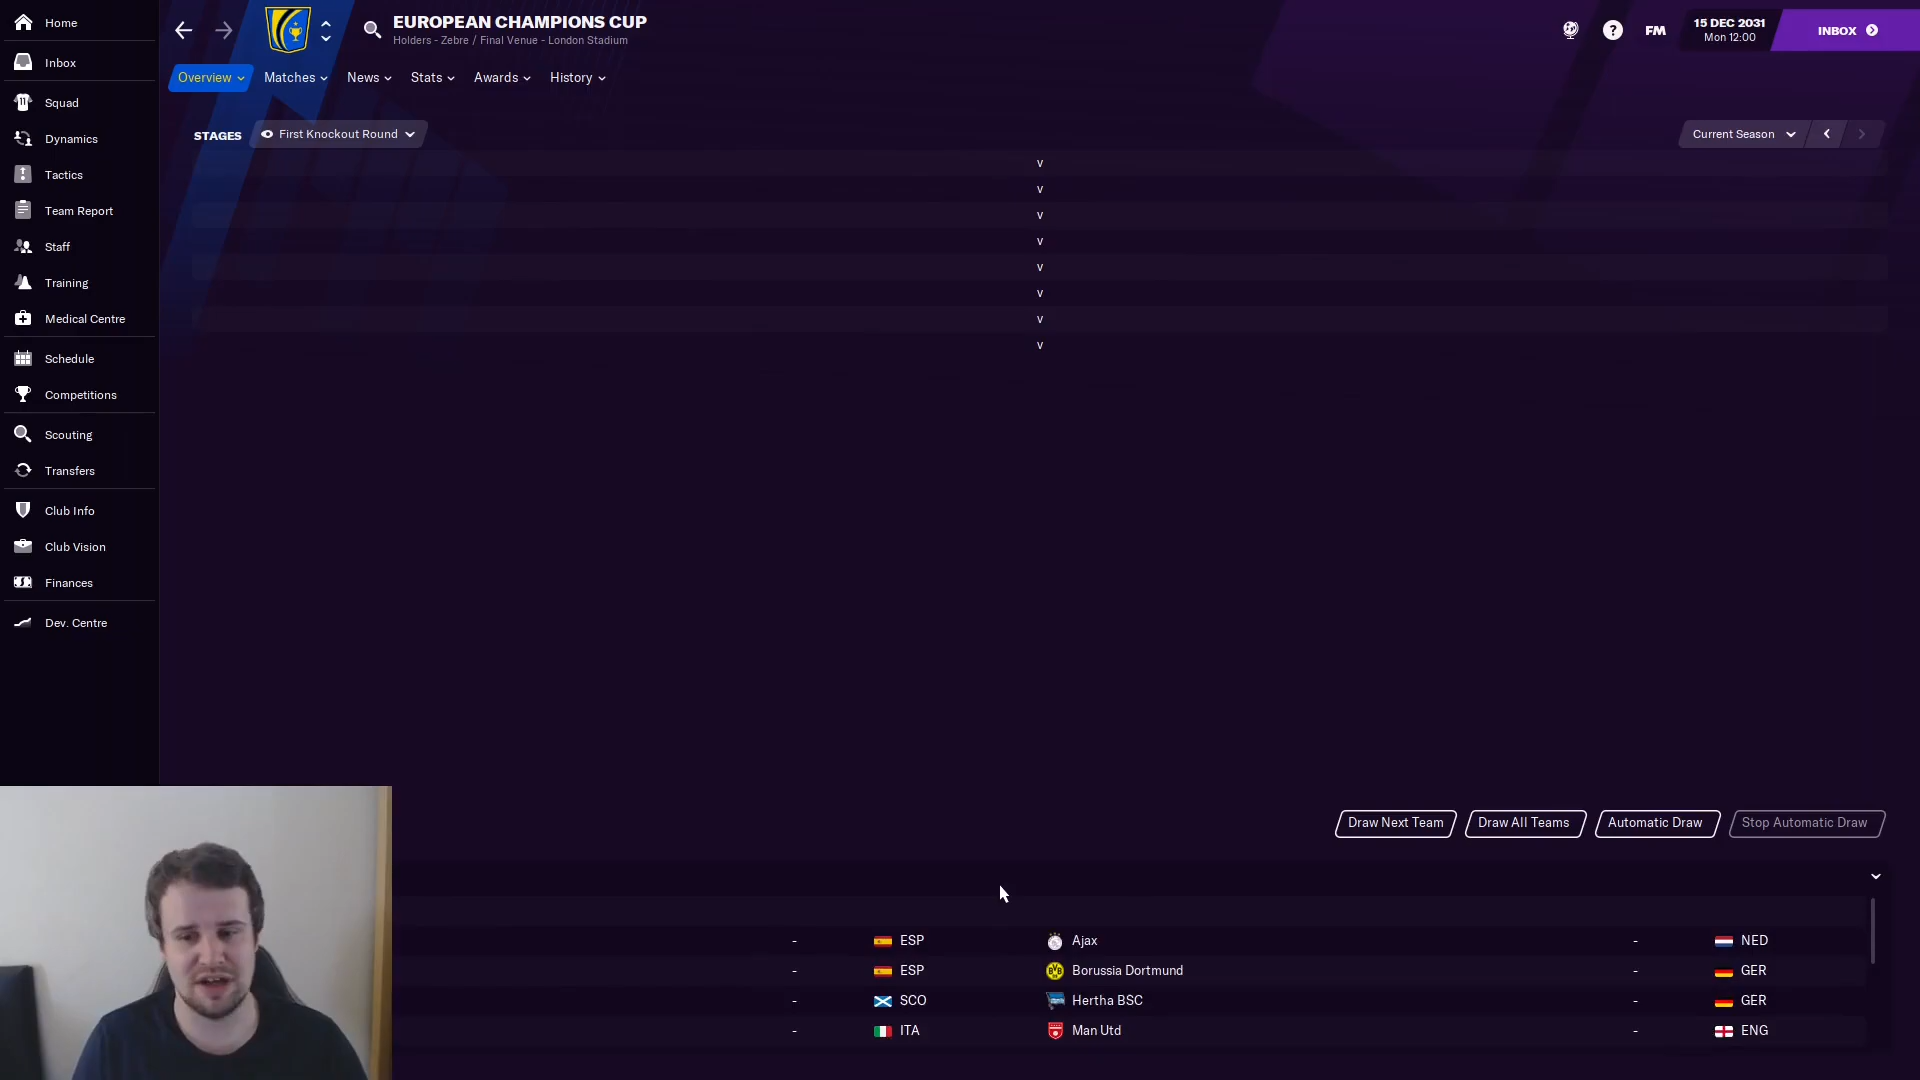 Home
Inbox
Squad
Dynamics
Tactics
Team Report
Staff
Training
Medical Centre
Schedule
Competitions
Scouting
Transfers
Club Info
Club Vision
Finances
Dev. Centre
EUROPEAN CHAMPIONS CUP
Holders - Zebre / Final Venue - London Stadium
FM
15 DEC 2031
Mon 12:00
INBOX
Overview
Matches
News
Stats
Awards
History
STAGES
First Knockout Round
Current Season
v
v
v
v
v
v
v
v
Draw Next Team
Draw All Teams
Automatic Draw
Stop Automatic Draw
- ESP Ajax - NED
- ESP Borussia Dortmund - GER
- SCO Hertha BSC - GER
- ITA Man Utd - ENG